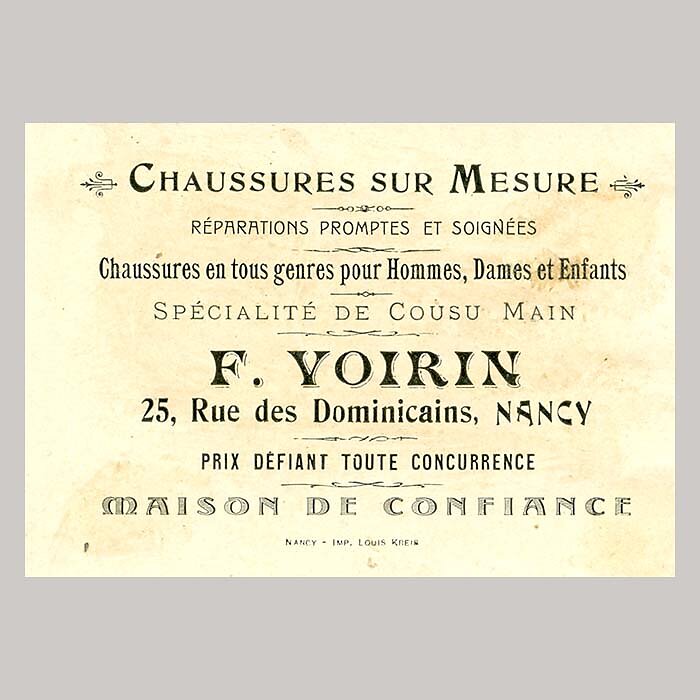 CHAUSSURES SUR MESURE
RÉPARATIONS PROMPTES ET SOIGNÉES
Chaussures en tous genres pour Hommes, Dames et Enfants
SPÉCIALITÉ DE COUSU MAIN
F. VOIRIN
25, Rue des Dominicains, NANCY
PRIX DÉFIANT TOUTE CONCURRENCE
MAISON DE CONFIANCE
NANCY - IMP. LOUIS KREIS